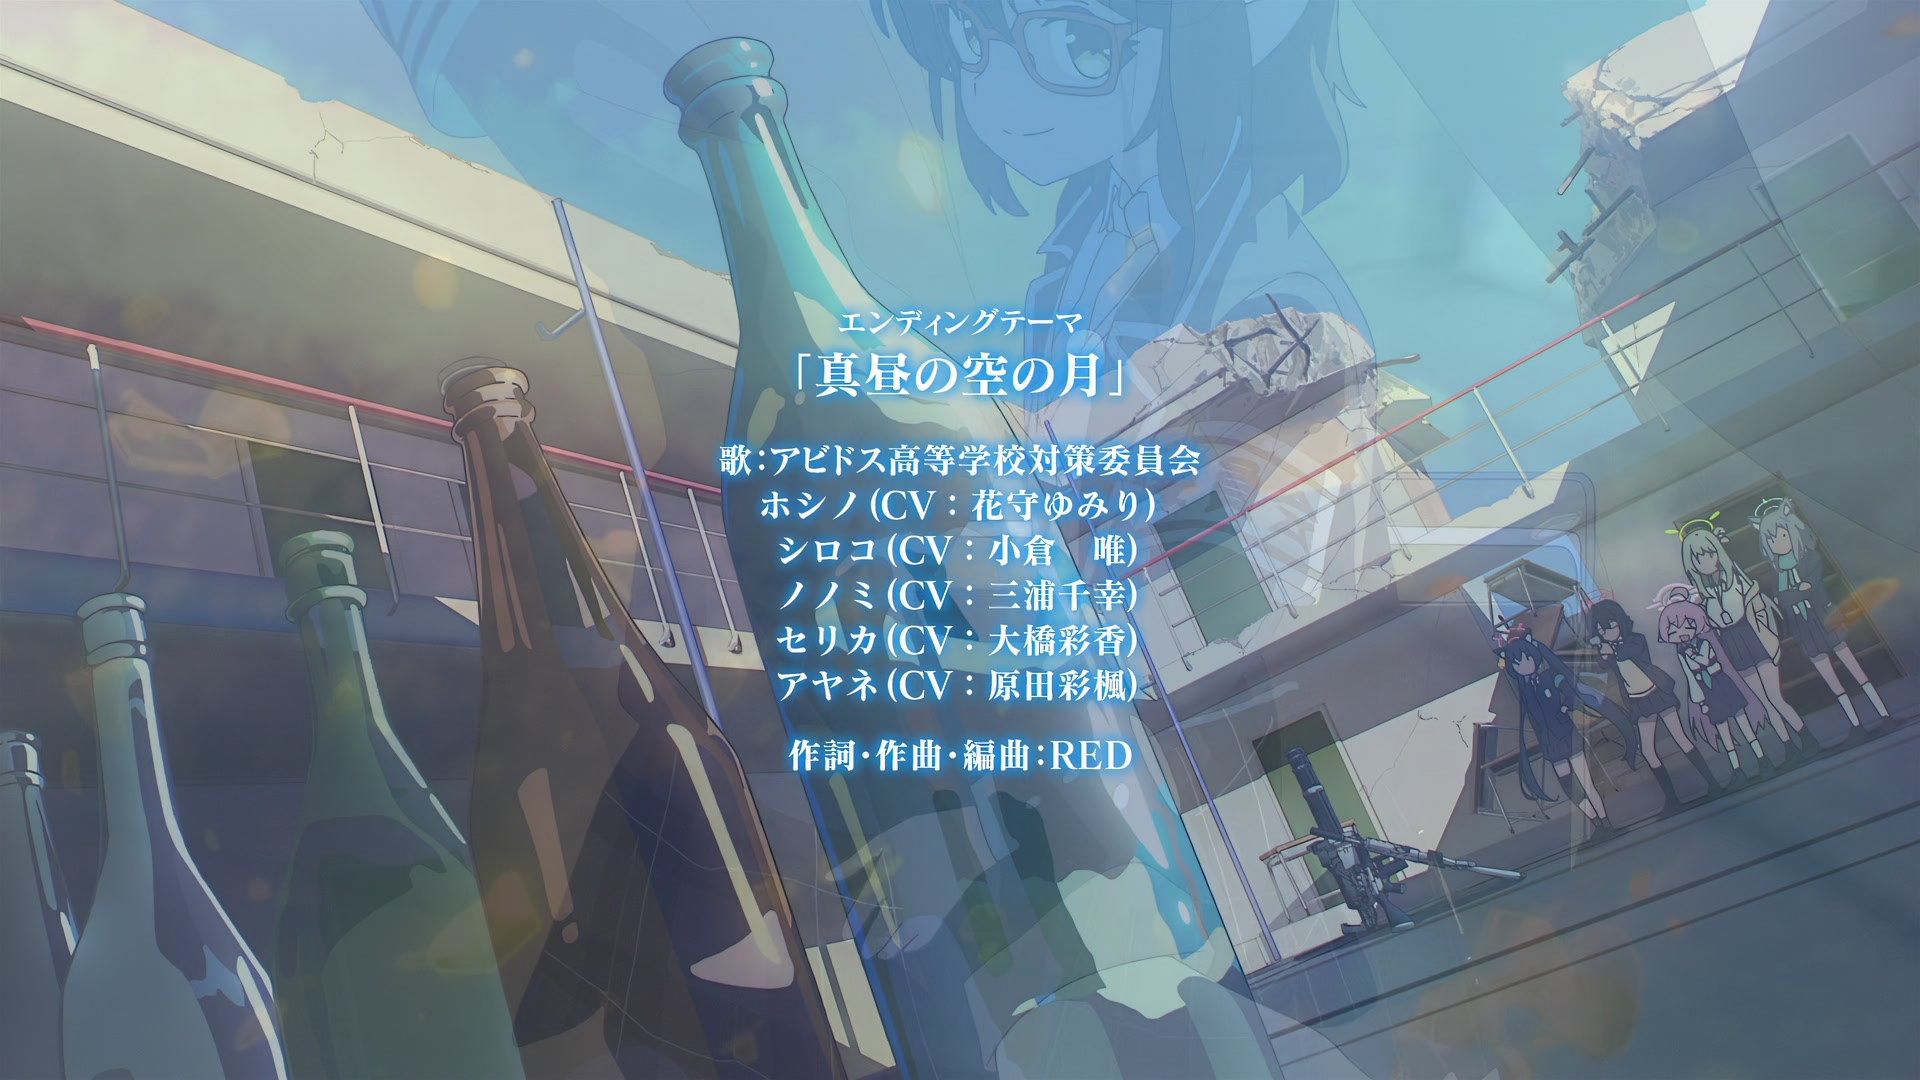 エンディングテーマ
「真昼の空の月」
歌：アビドス高等学校対策委員会
ホシノ(CV：花守ゆみり)
シロコ(CV：小倉　唯)
ノノミ(CV：三浦千幸)
セリカ(CV：大橋彩香)
アヤネ(CV：原田彩楓)
作詞・作曲・編曲：RED